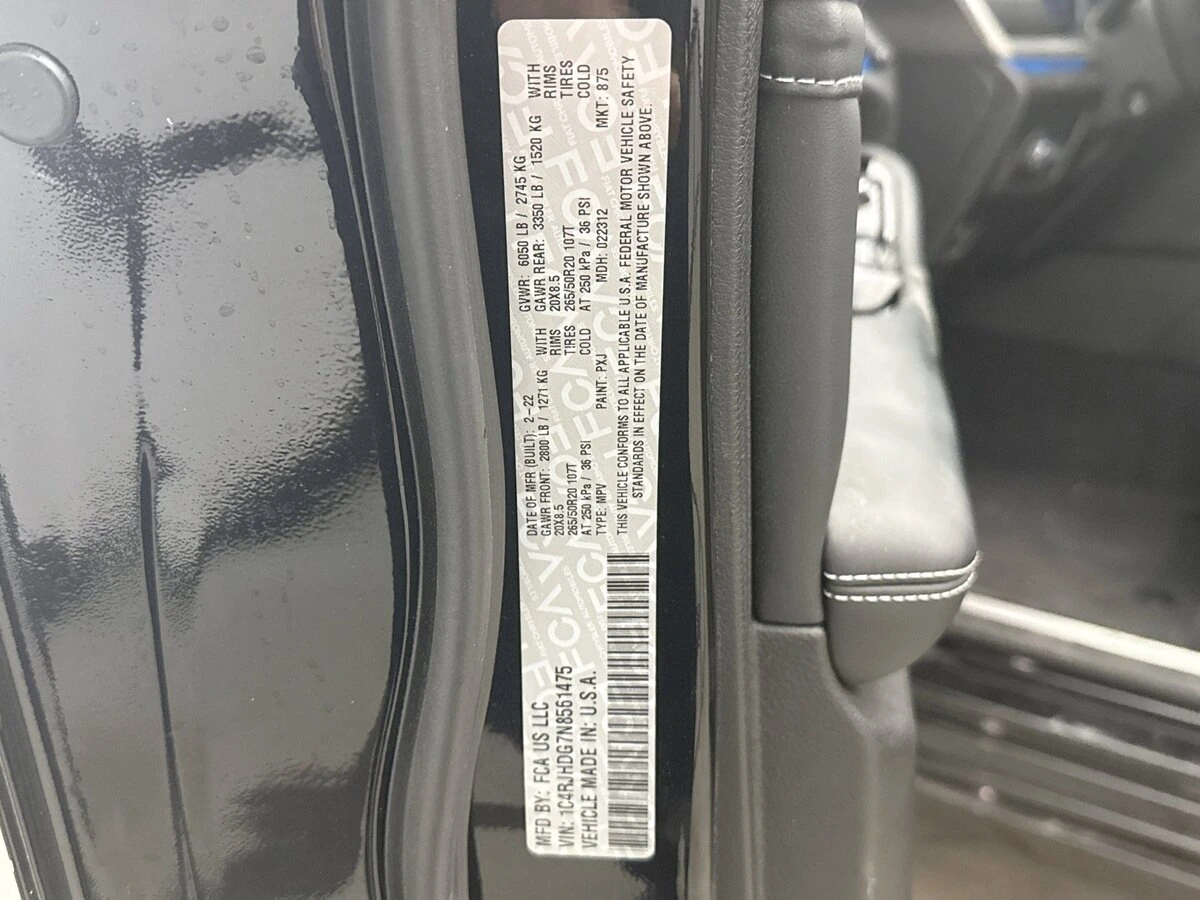 MFD BY: FCA US LLC
VIN: 1C4RJHDG7N8561475
VEHICLE MADE IN: U.S.A.
DATE OF MFR (BUILT): 2-22 GVWR: 6050 LB / 2745 KG
GAWR FRONT: 2800 LB / 1271 KG WITH GAWR REAR: 3350 LB / 1520 KG WITH
20X8.5 RIMS 20X8.5 RIMS
265/50R20 107T TIRES 265/50R20 107T TIRES
AT 250 kPa / 36 PSI COLD AT 250 kPa / 36 PSI COLD
TYPE: MPV PAINT: PXJ MDH: 022312 MKT: 875
THIS VEHICLE CONFORMS TO ALL APPLICABLE U.S.A. FEDERAL MOTOR VEHICLE SAFETY
STANDARDS IN EFFECT ON THE DATE OF MANUFACTURE SHOWN ABOVE.